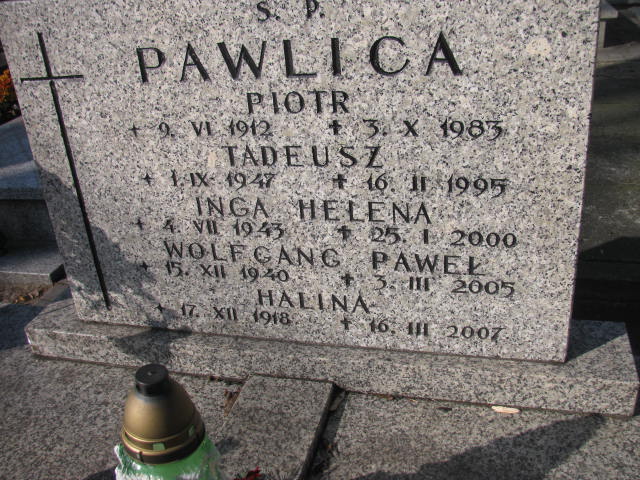 Ś. P.
PAWLICA
PIOTR
9. VI 1912 ✝ 3. X 1983
TADEUSZ
1. IX 1947 ✝ 16. II 1995
INGA HELENA
4. VII 1943 ✝ 25. I 2000
WOLFGANG PAWEŁ
15. XII 1940 ✝ 3. III 2005
HALINA
17. XII 1918 ✝ 16. III 2007